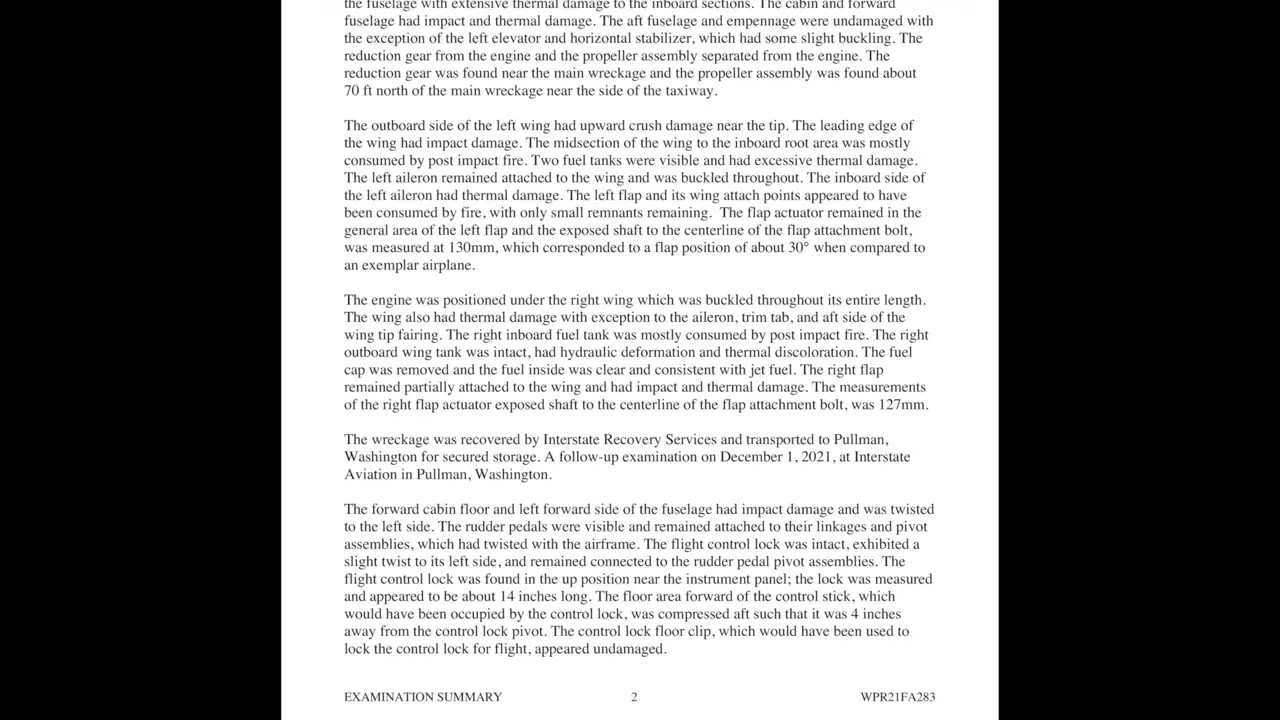 the fuselage with extensive thermal damage to the inboard sections. The cabin and forward
fuselage had impact and thermal damage. The aft fuselage and empennage were undamaged with
the exception of the left elevator and horizontal stabilizer, which had some slight buckling. The
reduction gear from the engine and the propeller assembly separated from the engine. The
reduction gear was found near the main wreckage and the propeller assembly was found about
70 ft north of the main wreckage near the side of the taxiway.
The outboard side of the left wing had upward crush damage near the tip. The leading edge of
the wing had impact damage. The midsection of the wing to the inboard root area was mostly
consumed by post impact fire. Two fuel tanks were visible and had excessive thermal damage.
The left aileron remained attached to the wing and was buckled throughout. The inboard side of
the left aileron had thermal damage. The left flap and its wing attach points appeared to have
been consumed by fire, with only small remnants remaining. The flap actuator remained in the
general area of the left flap and the exposed shaft to the centerline of the flap attachment bolt,
was measured at 130mm, which corresponded to a flap position of about 30° when compared to
an exemplar airplane.
The engine was positioned under the right wing which was buckled throughout its entire length.
The wing also had thermal damage with exception to the aileron, trim tab, and aft side of the
wing tip fairing. The right inboard fuel tank was mostly consumed by post impact fire. The right
outboard wing tank was intact, had hydraulic deformation and thermal discoloration. The fuel
cap was removed and the fuel inside was clear and consistent with jet fuel. The right flap
remained partially attached to the wing and had impact and thermal damage. The measurements
of the right flap actuator exposed shaft to the centerline of the flap attachment bolt, was 127mm.
The wreckage was recovered by Interstate Recovery Services and transported to Pullman,
Washington for secured storage. A follow-up examination on December 1, 2021, at Interstate
Aviation in Pullman, Washington.
The forward cabin floor and left forward side of the fuselage had impact damage and was twisted
to the left side. The rudder pedals were visible and remained attached to their linkages and pivot
assemblies, which had twisted with the airframe. The flight control lock was intact, exhibited a
slight twist to its left side, and remained connected to the rudder pedal pivot assemblies. The
flight control lock was found in the up position near the instrument panel; the lock was measured
and appeared to be about 14 inches long. The floor area forward of the control stick, which
would have been occupied by the control lock, was compressed aft such that it was 4 inches
away from the control lock pivot. The control lock floor clip, which would have been used to
lock the control lock for flight, appeared undamaged.
EXAMINATION SUMMARY 2 WPR21FA283